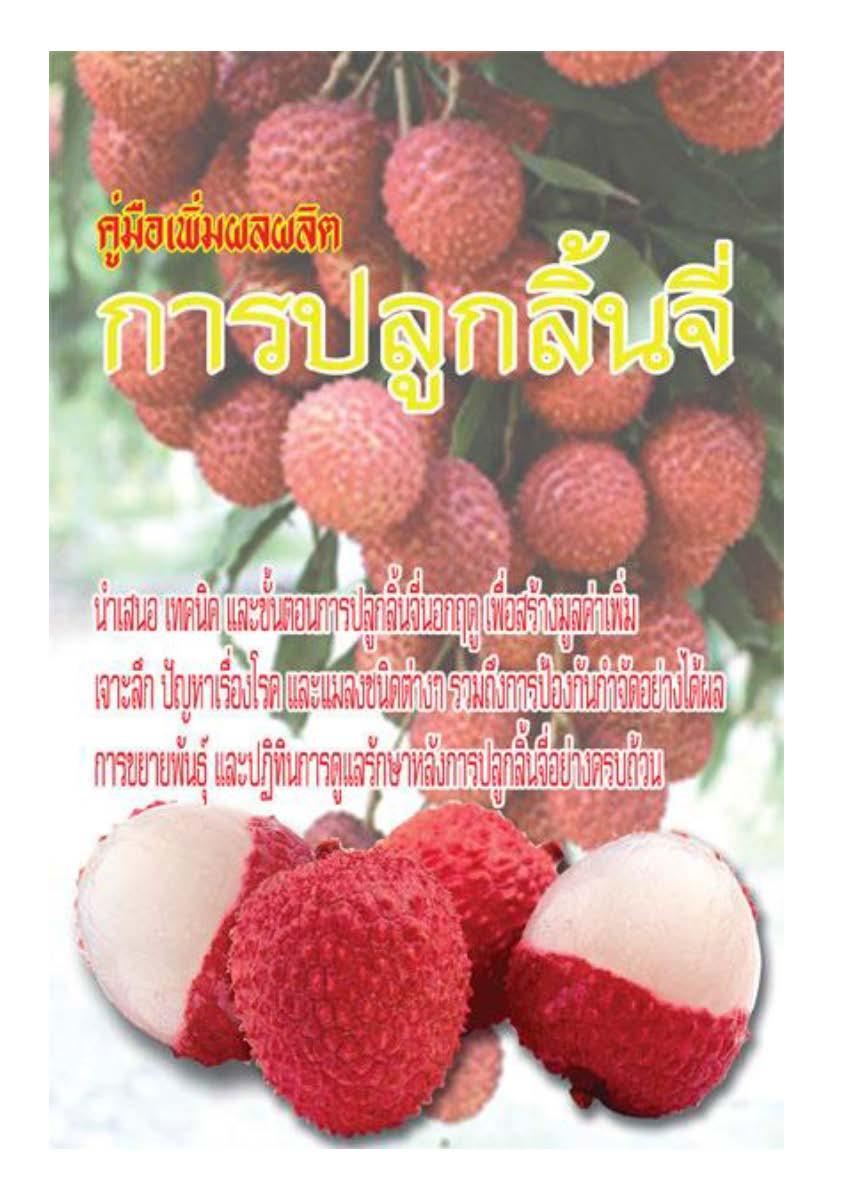 คู่มือเพิ่มผลผลิต
การปลูกลิ้นจี่
นำเสนอ เทคนิค และขั้นตอนการปลูกลิ้นจี่นอกฤดู เพื่อสร้างมูลค่าเพิ่ม
เจาะลึก ปัญหาเรื่องโรค และแมลงชนิดต่างๆ รวมถึงการป้องกันกำจัดอย่างได้ผล
การขยายพันธุ์ และปฏิทินการดูแลรักษาหลังการปลูกลิ้นจี่อย่างครบถ้วน